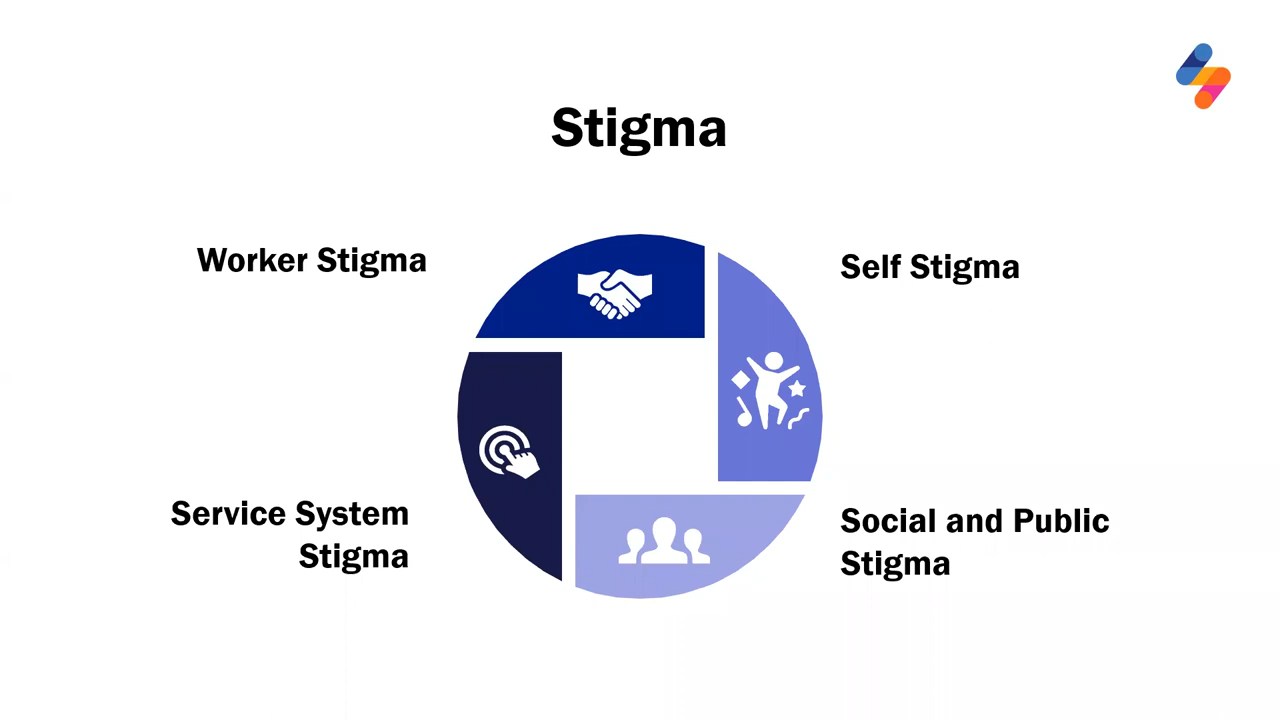 Stigma
Worker Stigma
Self Stigma
Service System
Stigma
Social and Public
Stigma